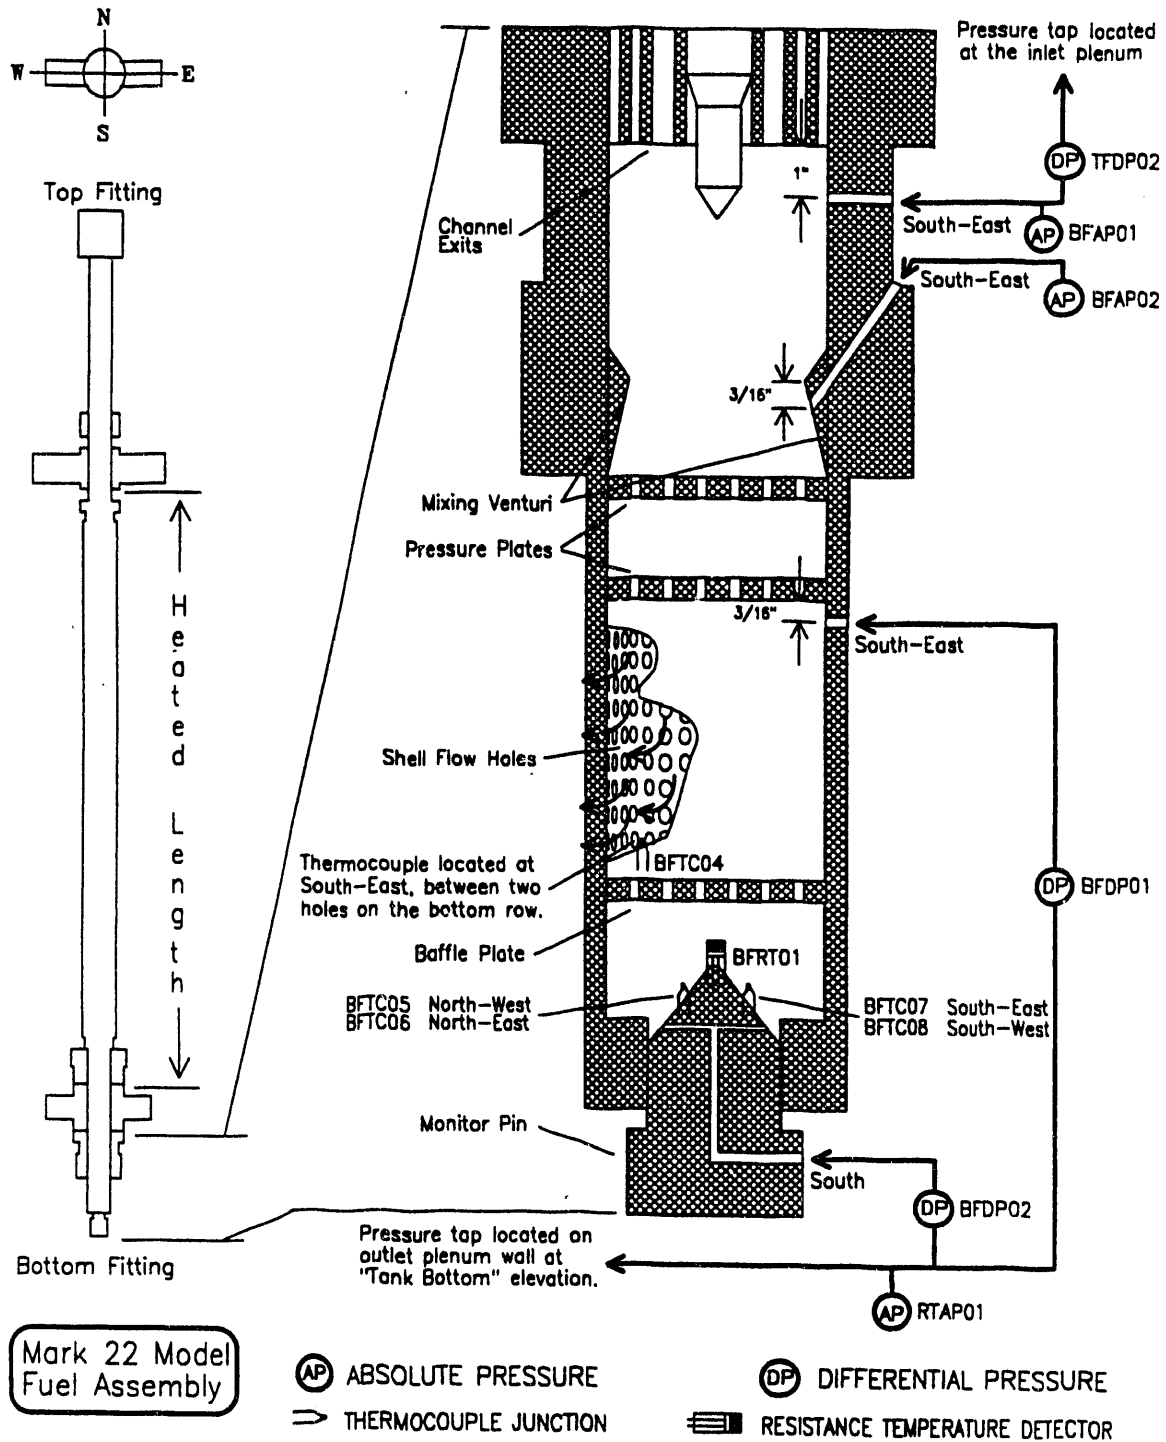 N
W E
S
Top Fitting
Heated Length
Bottom Fitting
Mark 22 Model
Fuel Assembly
Pressure tap located
at the inlet plenum
DP TFDP02
1"
South-East
AP BFAP01
South-East
AP BFAP02
Channel
Exits
3/16"
Mixing Venturi
Pressure Plates
3/16"
South-East
Shell Flow Holes
Thermocouple located at
South-East, between two
holes on the bottom row.
BFTC04
DP BFDP01
Baffle Plate
BFRT01
BFTC05 North-West
BFTC06 North-East
BFTC07 South-East
BFTC08 South-West
Monitor Pin
South
DP BFDP02
Pressure tap located on
outlet plenum wall at
"Tank Bottom" elevation.
AP RTAP01
AP ABSOLUTE PRESSURE
DP DIFFERENTIAL PRESSURE
THERMOCOUPLE JUNCTION
RESISTANCE TEMPERATURE DETECTOR